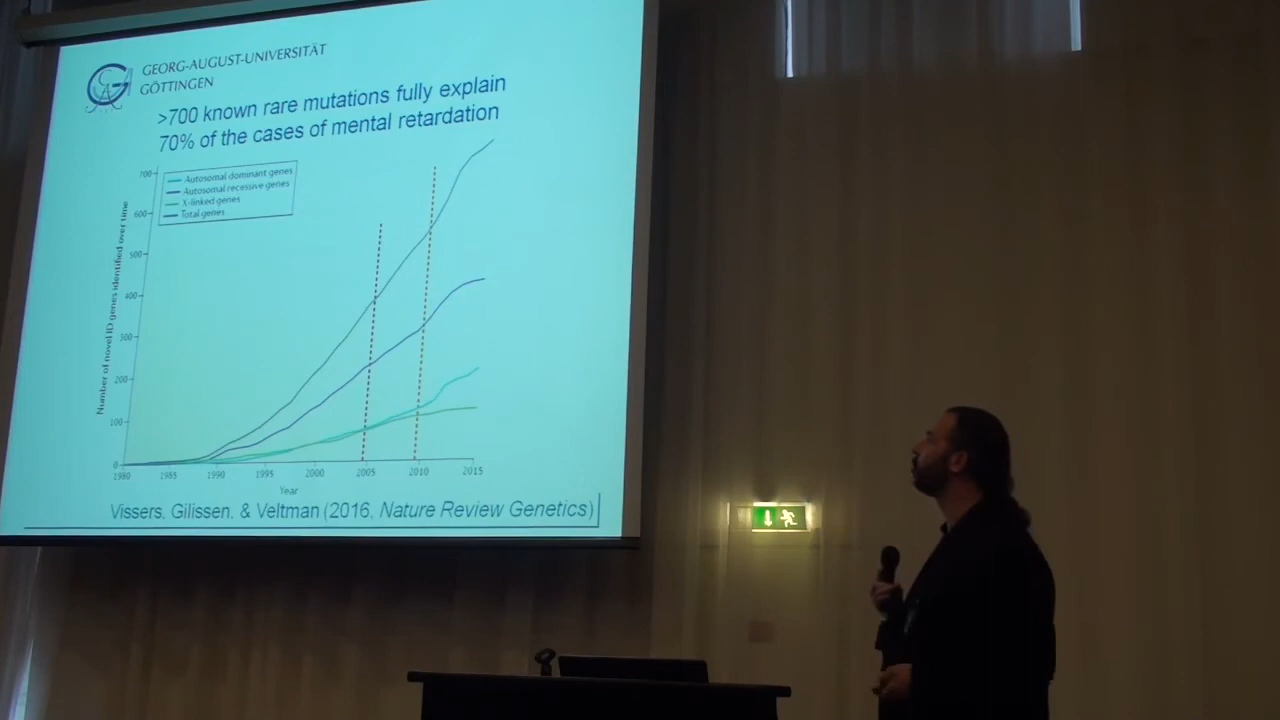 GEORG-AUGUST-UNIVERSITÄT
GÖTTINGEN
>700 known rare mutations fully explain
70% of the cases of mental retardation
Autosomal dominant genes
Autosomal recessive genes
X-linked genes
Total genes
Number of novel ID genes identified over time
700
600
500
400
300
200
100
0
1980 1985 1990 1995 2000 2005 2010 2015
Year
Vissers, Gilissen, & Veltman (2016, Nature Review Genetics)